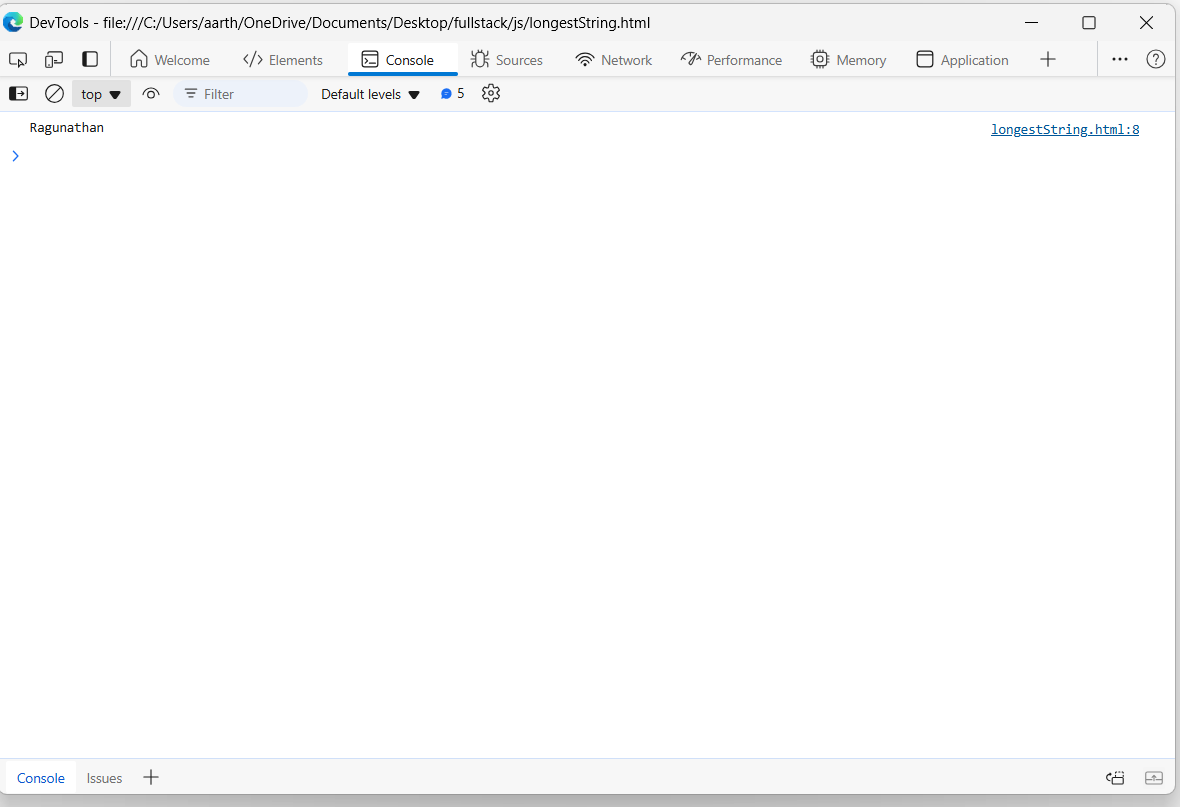 DevTools - file:///C:/Users/aarth/OneDrive/Documents/Desktop/fullstack/js/longestString.html
Welcome Elements Console Sources Network Performance Memory Application
top Filter Default levels 5
Ragunathan longestString.html:8
Console Issues